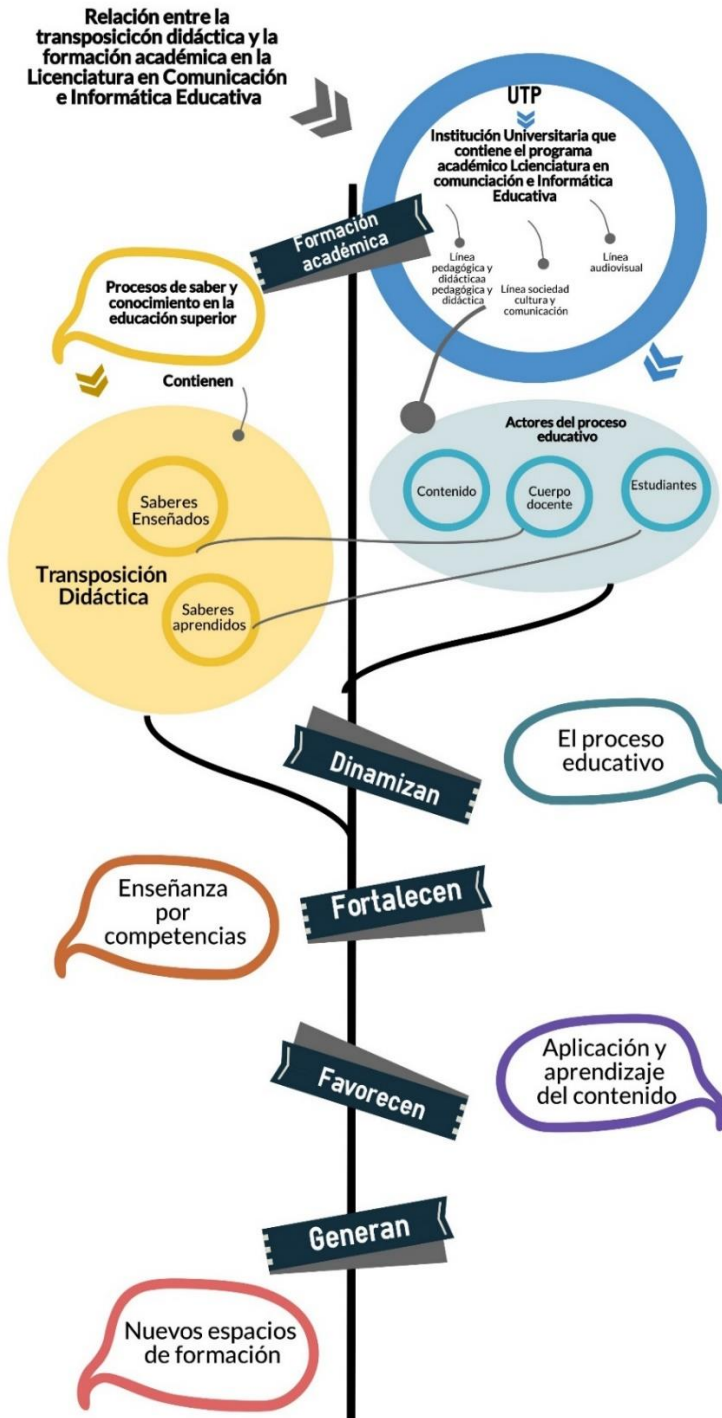 Relación entre la
transposicicón didáctica y la
formación académica en la
Licenciatura en Comunicación
e Informática Educativa
UTP
Institución Universitaria que
contiene el programa
académico Lcienciatura en
comunciación e Informática
Educativa
Formación
académica
Línea
pedagógica y
didácticaa
pedagógica y
didáctica
Línea sociedad
cultura y
comunicación
Línea
audiovisual
Procesos de saber y
conocimiento en la
educación superior
Contienen
Actores del proceso
educativo
Contenido
Cuerpo
docente
Estudiantes
Saberes
Enseñados
Transposición
Didáctica
Saberes
aprendidos
Dinamizan
El proceso
educativo
Enseñanza
por
competencias
Fortalecen
Favorecen
Aplicación y
aprendizaje
del contenido
Generan
Nuevos espacios
de formación